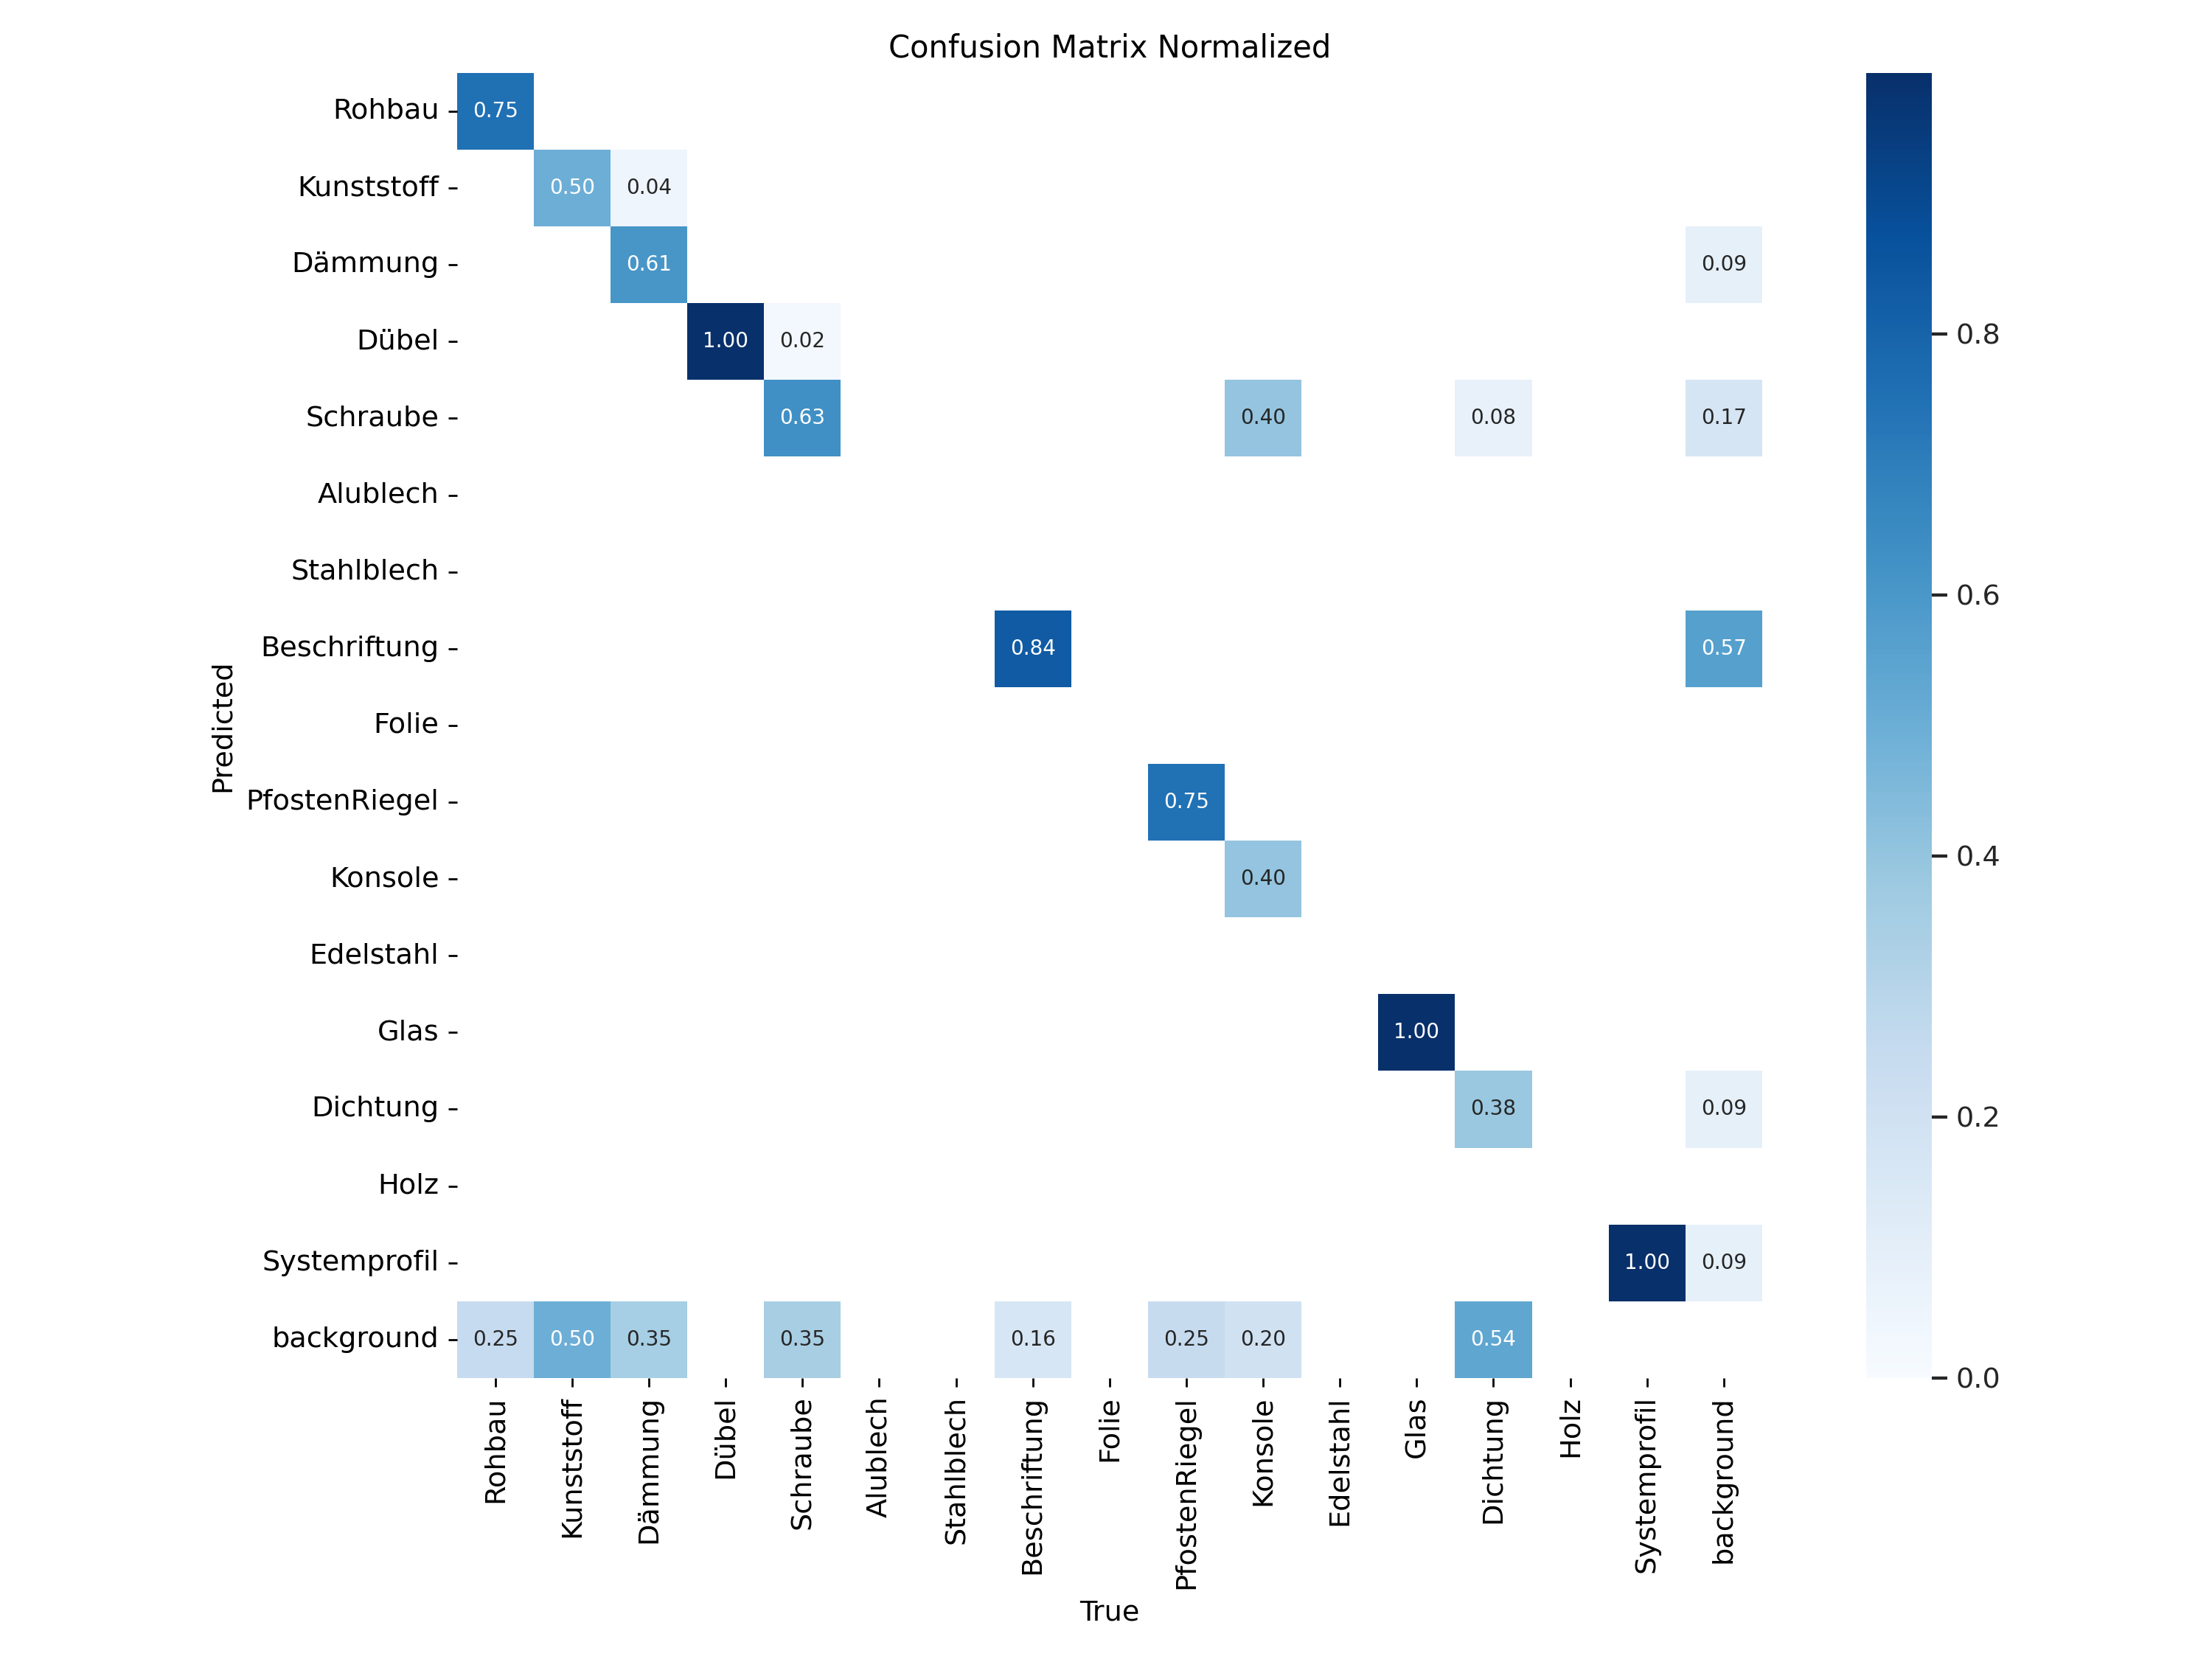 Confusion Matrix Normalized
Rohbau 0.75
Kunststoff 0.50 0.04
Dämmung 0.61 0.09
Dübel 1.00 0.02 0.8
Schraube 0.63 0.40 0.08 0.17
Alublech
Stahlblech 0.6
Beschriftung 0.84 0.57
Folie
Predicted
PfostenRiegel 0.75
Konsole 0.40 0.4
Edelstahl
Glas 1.00
Dichtung 0.38 0.09 0.2
Holz
Systemprofil 1.00 0.09
background 0.25 0.50 0.35 0.35 0.16 0.25 0.20 0.54
0.0
Rohbau
Kunststoff
Dämmung
Dübel
Schraube
Alublech
Stahlblech
Beschriftung
Folie
PfostenRiegel
Konsole
Edelstahl
Glas
Dichtung
Holz
Systemprofil
background
True